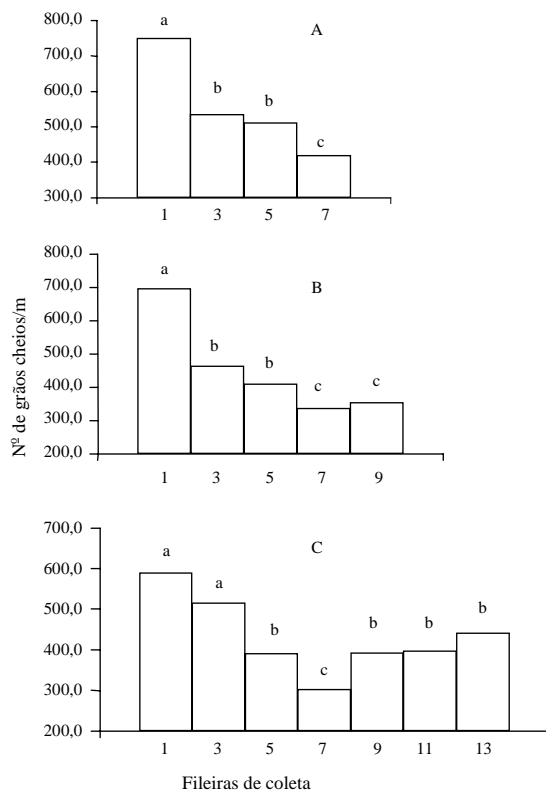 800,0
700,0
600,0
500,0
400,0
300,0
a
b
b
c
A
1 3 5 7
Nº de grãos cheios/m
800,0
700,0
600,0
500,0
400,0
300,0
200,0
a
b
b
c
c
B
1 3 5 7 9
700,0
600,0
500,0
400,0
300,0
200,0
a
a
b
c
b
b
b
C
1 3 5 7 9 11 13
Fileiras de coleta